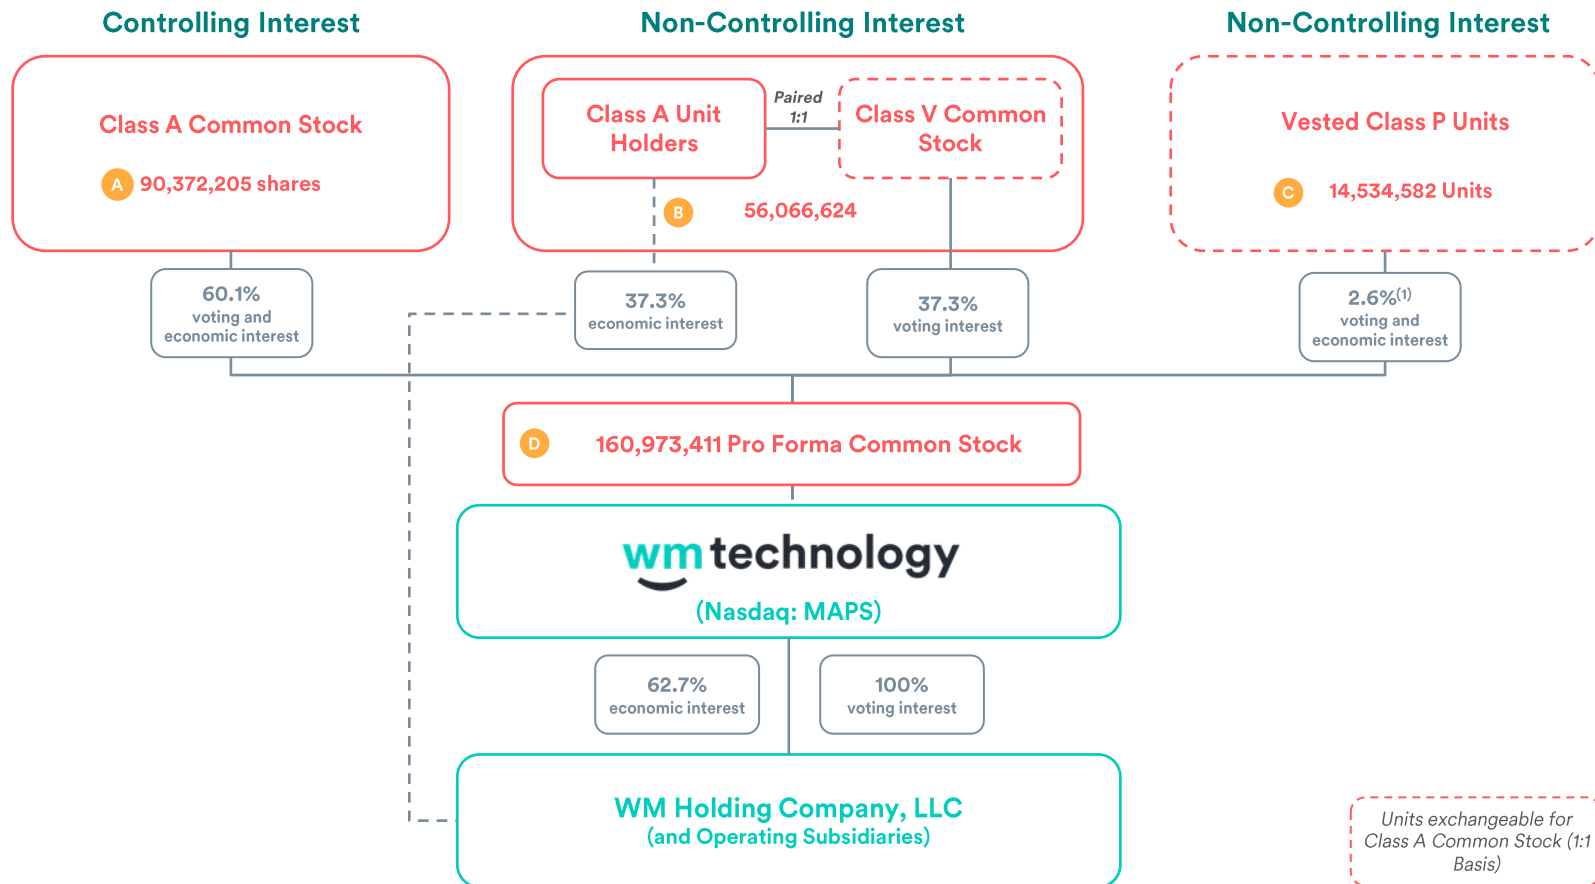 Controlling Interest
Non-Controlling Interest
Non-Controlling Interest
Class A Common Stock
A 90,372,205 shares
Class A Unit
Holders
Paired
1:1
Class V Common
Stock
B 56,066,624
Vested Class P Units
C 14,534,582 Units
60.1%
voting and
economic interest
37.3%
economic interest
37.3%
voting interest
2.6%(1)
voting and
economic interest
D 160,973,411 Pro Forma Common Stock
wm technology
(Nasdaq: MAPS)
62.7%
economic interest
100%
voting interest
WM Holding Company, LLC
(and Operating Subsidiaries)
Units exchangeable for
Class A Common Stock (1:1
Basis)